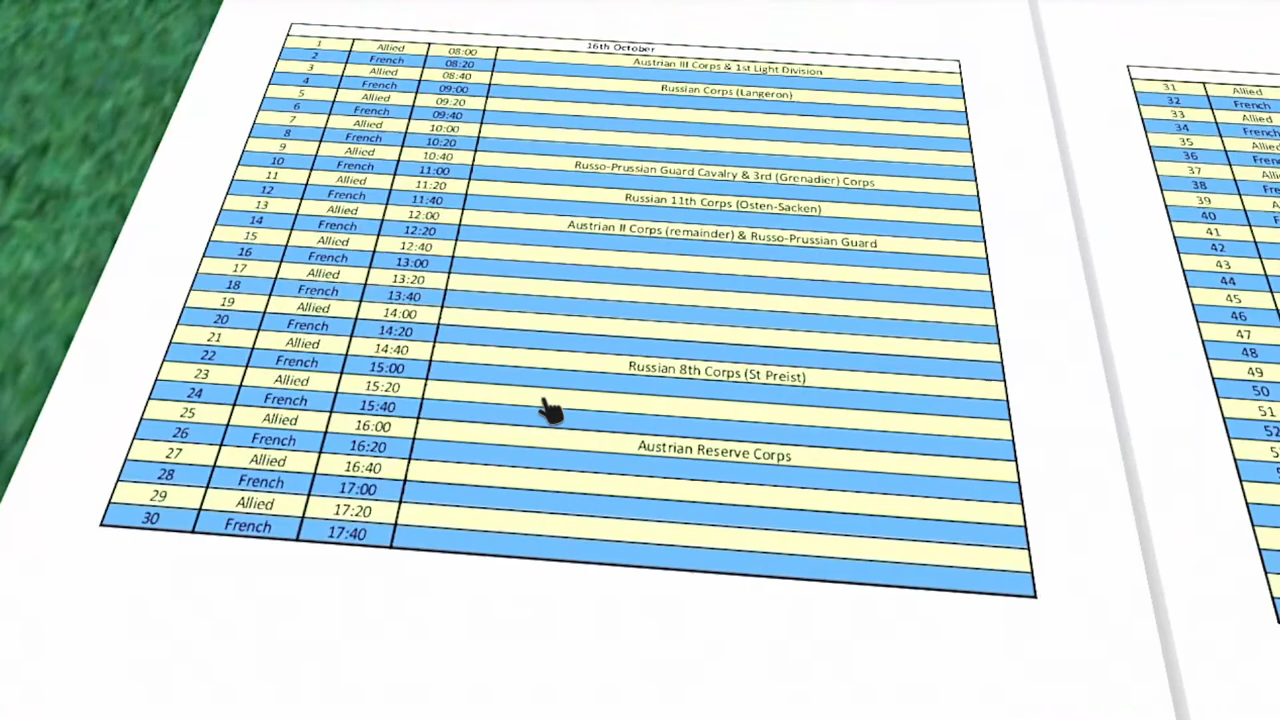 16th October
1 Allied 08:00 Austrian III Corps & 1st Light Division
2 French 08:20
3 Allied 08:40 Russian Corps (Langeron)
4 French 09:00
5 Allied 09:20
6 French 09:40
7 Allied 10:00
8 French 10:20
9 Allied 10:40 Russo-Prussian Guard Cavalry & 3rd (Grenadier) Corps
10 French 11:00
11 Allied 11:20 Russian 11th Corps (Osten-Sacken)
12 French 11:40
13 Allied 12:00 Austrian II Corps (remainder) & Russo-Prussian Guard
14 French 12:20
15 Allied 12:40
16 French 13:00
17 Allied 13:20
18 French 13:40
19 Allied 14:00
20 French 14:20
21 Allied 14:40 Russian 8th Corps (St Preist)
22 French 15:00
23 Allied 15:20
24 French 15:40
25 Allied 16:00 Austrian Reserve Corps
26 French 16:20
27 Allied 16:40
28 French 17:00
29 Allied 17:20
30 French 17:40
31 Allied
32 French
33 Allied
34 French
35
36
37
38
39
40
41
42
43
44
45
46
47
48
49
50
51